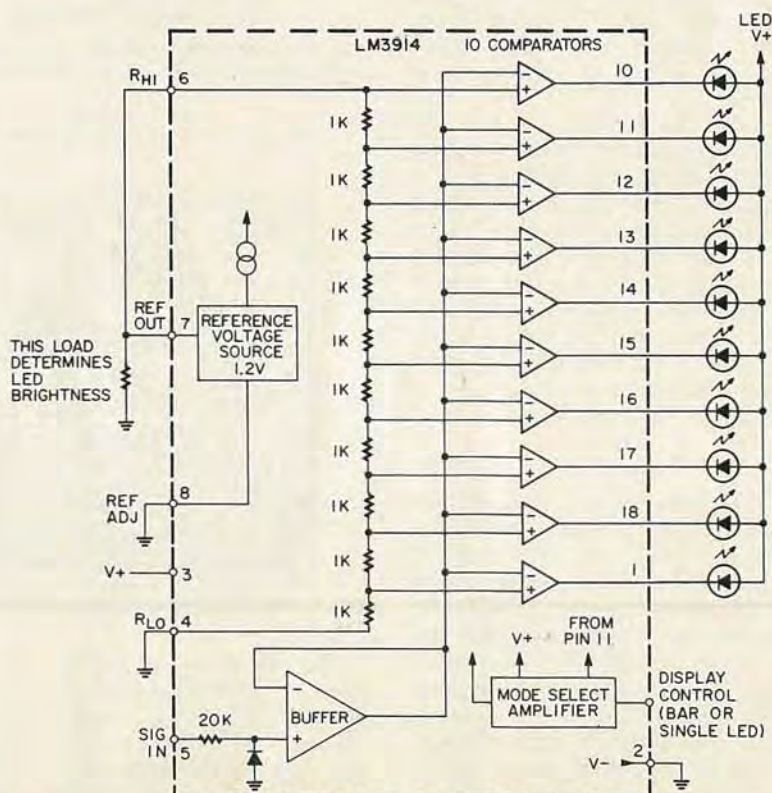 LM3914
10 COMPARATORS
LED
V+
RHI
6
10
1K
11
1K
12
1K
13
1K
14
1K
REF
OUT
7
REFERENCE
VOLTAGE
SOURCE
1.2V
THIS LOAD
DETERMINES
LED
BRIGHTNESS
15
1K
16
1K
17
1K
REF
ADJ
8
18
1K
V+
3
1
1K
RLO
4
V+
FROM
PIN 11
MODE SELECT
AMPLIFIER
DISPLAY
CONTROL
(BAR OR
SINGLE LED)
BUFFER
20K
SIG
IN
5
V-
2